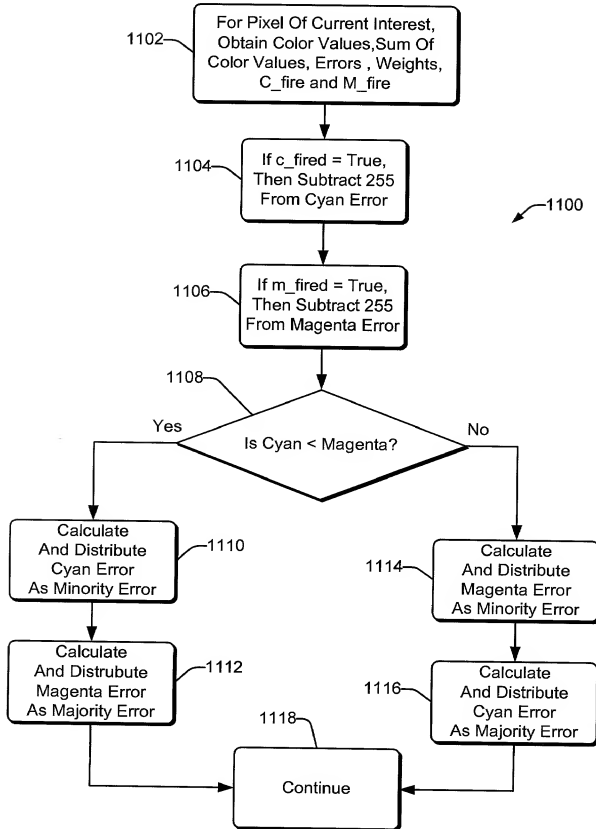 1102
For Pixel Of Current Interest,
Obtain Color Values,Sum Of
Color Values, Errors , Weights,
C_fire and M_fire
1104
If c_fired = True,
Then Subtract 255
From Cyan Error
1100
1106
If m_fired = True,
Then Subtract 255
From Magenta Error
1108
Is Cyan < Magenta?
Yes
No
Calculate
And Distribute
Cyan Error
As Minority Error
1110
Calculate
And Distrubute
Magenta Error
As Majority Error
1112
1114
Calculate
And Distribute
Magenta Error
As Minority Error
1116
Calculate
And Distribute
Cyan Error
As Majority Error
1118
Continue